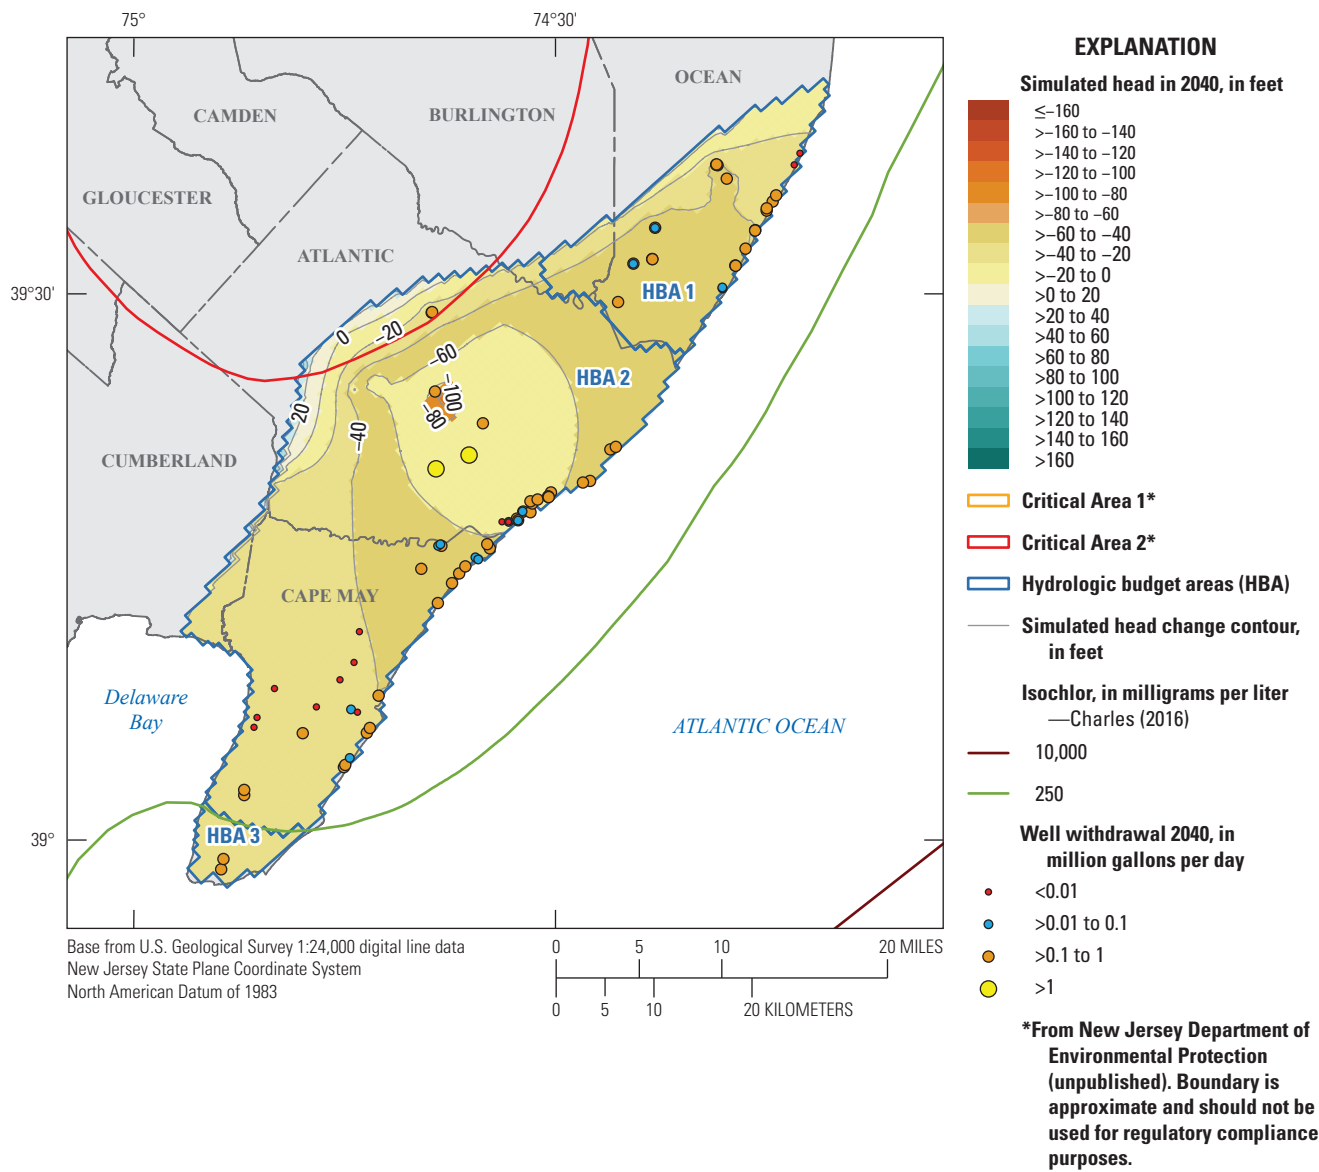 75°
74°30'
OCEAN
CAMDEN
BURLINGTON
GLOUCESTER
ATLANTIC
39°30'
HBA 1
0
−20
−60
HBA 2
−100
−80
20
−40
CUMBERLAND
CAPE MAY
Delaware
Bay
ATLANTIC OCEAN
39°
HBA 3
Base from U.S. Geological Survey 1:24,000 digital line data
New Jersey State Plane Coordinate System
North American Datum of 1983
0 5 10 20 MILES
0 5 10 20 KILOMETERS
EXPLANATION
Simulated head in 2040, in feet
≤−160
>−160 to −140
>−140 to −120
>−120 to −100
>−100 to −80
>−80 to −60
>−60 to −40
>−40 to −20
>−20 to 0
>0 to 20
>20 to 40
>40 to 60
>60 to 80
>80 to 100
>100 to 120
>120 to 140
>140 to 160
>160
Critical Area 1*
Critical Area 2*
Hydrologic budget areas (HBA)
Simulated head change contour,
in feet
Isochlor, in milligrams per liter
—Charles (2016)
10,000
250
Well withdrawal 2040, in
million gallons per day
<0.01
>0.01 to 0.1
>0.1 to 1
>1
*From New Jersey Department of
Environmental Protection
(unpublished). Boundary is
approximate and should not be
used for regulatory compliance
purposes.